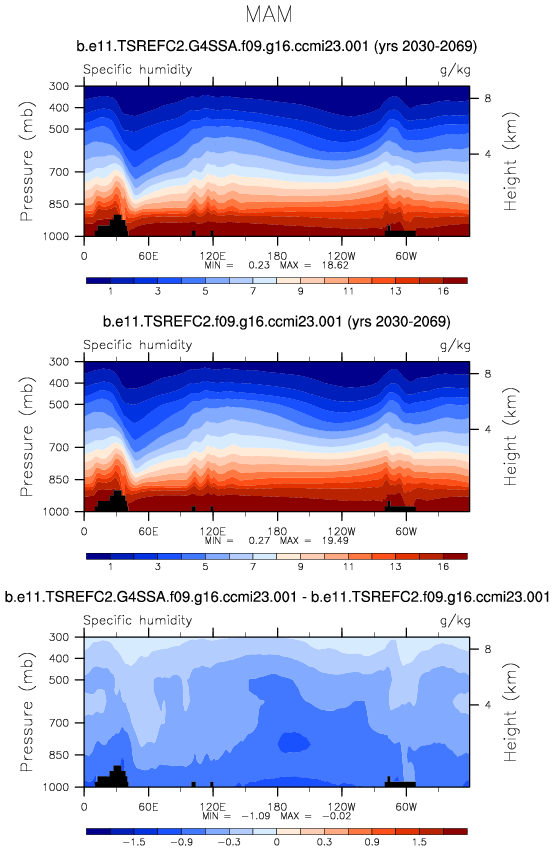 MAM
b.e11.TSREFC2.G4SSA.f09.g16.ccmi23.001 (yrs 2030-2069)
Specific humidity g/kg
300
400
500
700
850
1000
Pressure (mb)
8
4
Height (km)
0 60E 120E 180 120W 60W
MIN = 0.23 MAX = 18.62
1 3 5 7 9 11 13 16
b.e11.TSREFC2.f09.g16.ccmi23.001 (yrs 2030-2069)
Specific humidity g/kg
300
400
500
700
850
1000
Pressure (mb)
8
4
Height (km)
0 60E 120E 180 120W 60W
MIN = 0.27 MAX = 19.49
1 3 5 7 9 11 13 16
b.e11.TSREFC2.G4SSA.f09.g16.ccmi23.001 - b.e11.TSREFC2.f09.g16.ccmi23.001
Specific humidity g/kg
300
400
500
700
850
1000
Pressure (mb)
8
4
Height (km)
0 60E 120E 180 120W 60W
MIN = -1.09 MAX = -0.02
-1.5 -0.9 -0.3 0 0.3 0.9 1.5